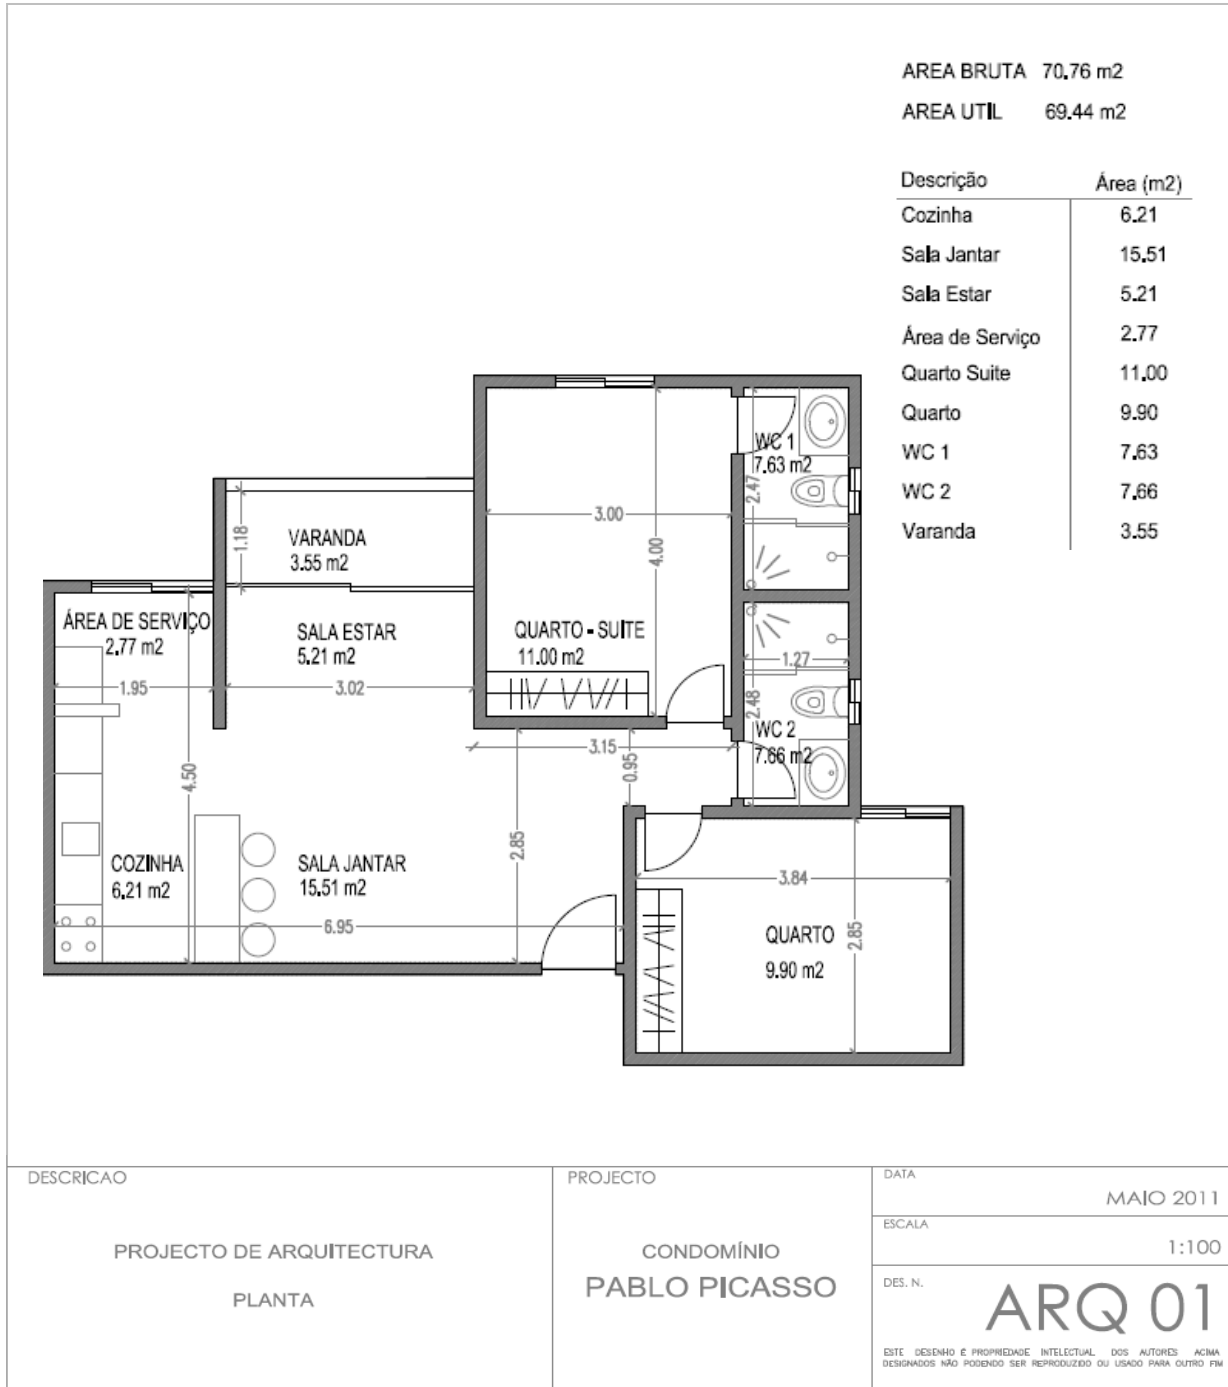 AREA BRUTA 70.76 m2
AREA UTIL 69.44 m2
Descrição Área (m2)
Cozinha 6.21
Sala Jantar 15.51
Sala Estar 5.21
Área de Serviço 2.77
Quarto Suite 11.00
Quarto 9.90
WC 1 7.63
WC 2 7.66
Varanda 3.55
WC 1
7.63 m2
2.47
3.00
4.00
VARANDA
3.55 m2
1.18
ÁREA DE SERVIÇO
2.77 m2
SALA ESTAR
5.21 m2
QUARTO - SUITE
11.00 m2
1.27
1.95
3.02
2.48
WC 2
7.66 m2
3.15
0.95
4.50
2.85
COZINHA
6.21 m2
SALA JANTAR
15.51 m2
3.84
6.95
QUARTO
9.90 m2
2.85
DESCRICAO
PROJECTO DE ARQUITECTURA
PLANTA
PROJECTO
CONDOMÍNIO
PABLO PICASSO
DATA
MAIO 2011
ESCALA
1:100
DES. N.
ARQ 01
ESTE DESENHO É PROPRIEDADE INTELECTUAL DOS AUTORES ACIMA
DESIGNADOS NÃO PODENDO SER REPRODUZIDO OU USADO PARA OUTRO FIM